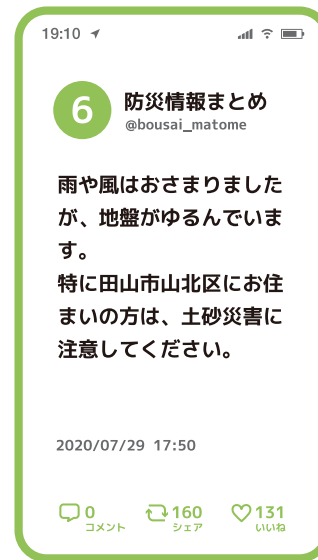 19:10
6
防災情報まとめ
@bousai_matome
雨や風はおさまりました
が、地盤がゆるんでいま
す。
特に田山市山北区にお住
まいの方は、土砂災害に
注意してください。
2020/07/29 17:50
0 160 131
コメント シェア いいね